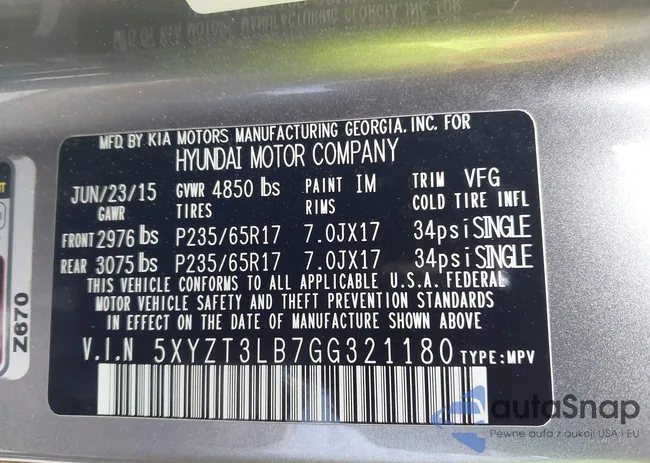 MFD. BY KIA MOTORS MANUFACTURING GEORGIA, INC. FOR
HYUNDAI MOTOR COMPANY
JUN/23/15 GVWR 4850 lbs PAINT IM TRIM VFG
GAWR TIRES RIMS COLD TIRE INFL
FRONT 2976 lbs P235/65R17 7.0JX17 34psi SINGLE
REAR 3075 lbs P235/65R17 7.0JX17 34psi SINGLE
THIS VEHICLE CONFORMS TO ALL APPLICABLE U.S.A. FEDERAL
MOTOR VEHICLE SAFETY AND THEFT PREVENTION STANDARDS
IN EFFECT ON THE DATE OF MANUFACTURE SHOWN ABOVE
V.I.N 5XYZT3LB7GG321180 TYPE: MPV
Z670
autaSnap
Pewne auta z aukcji USA i EU